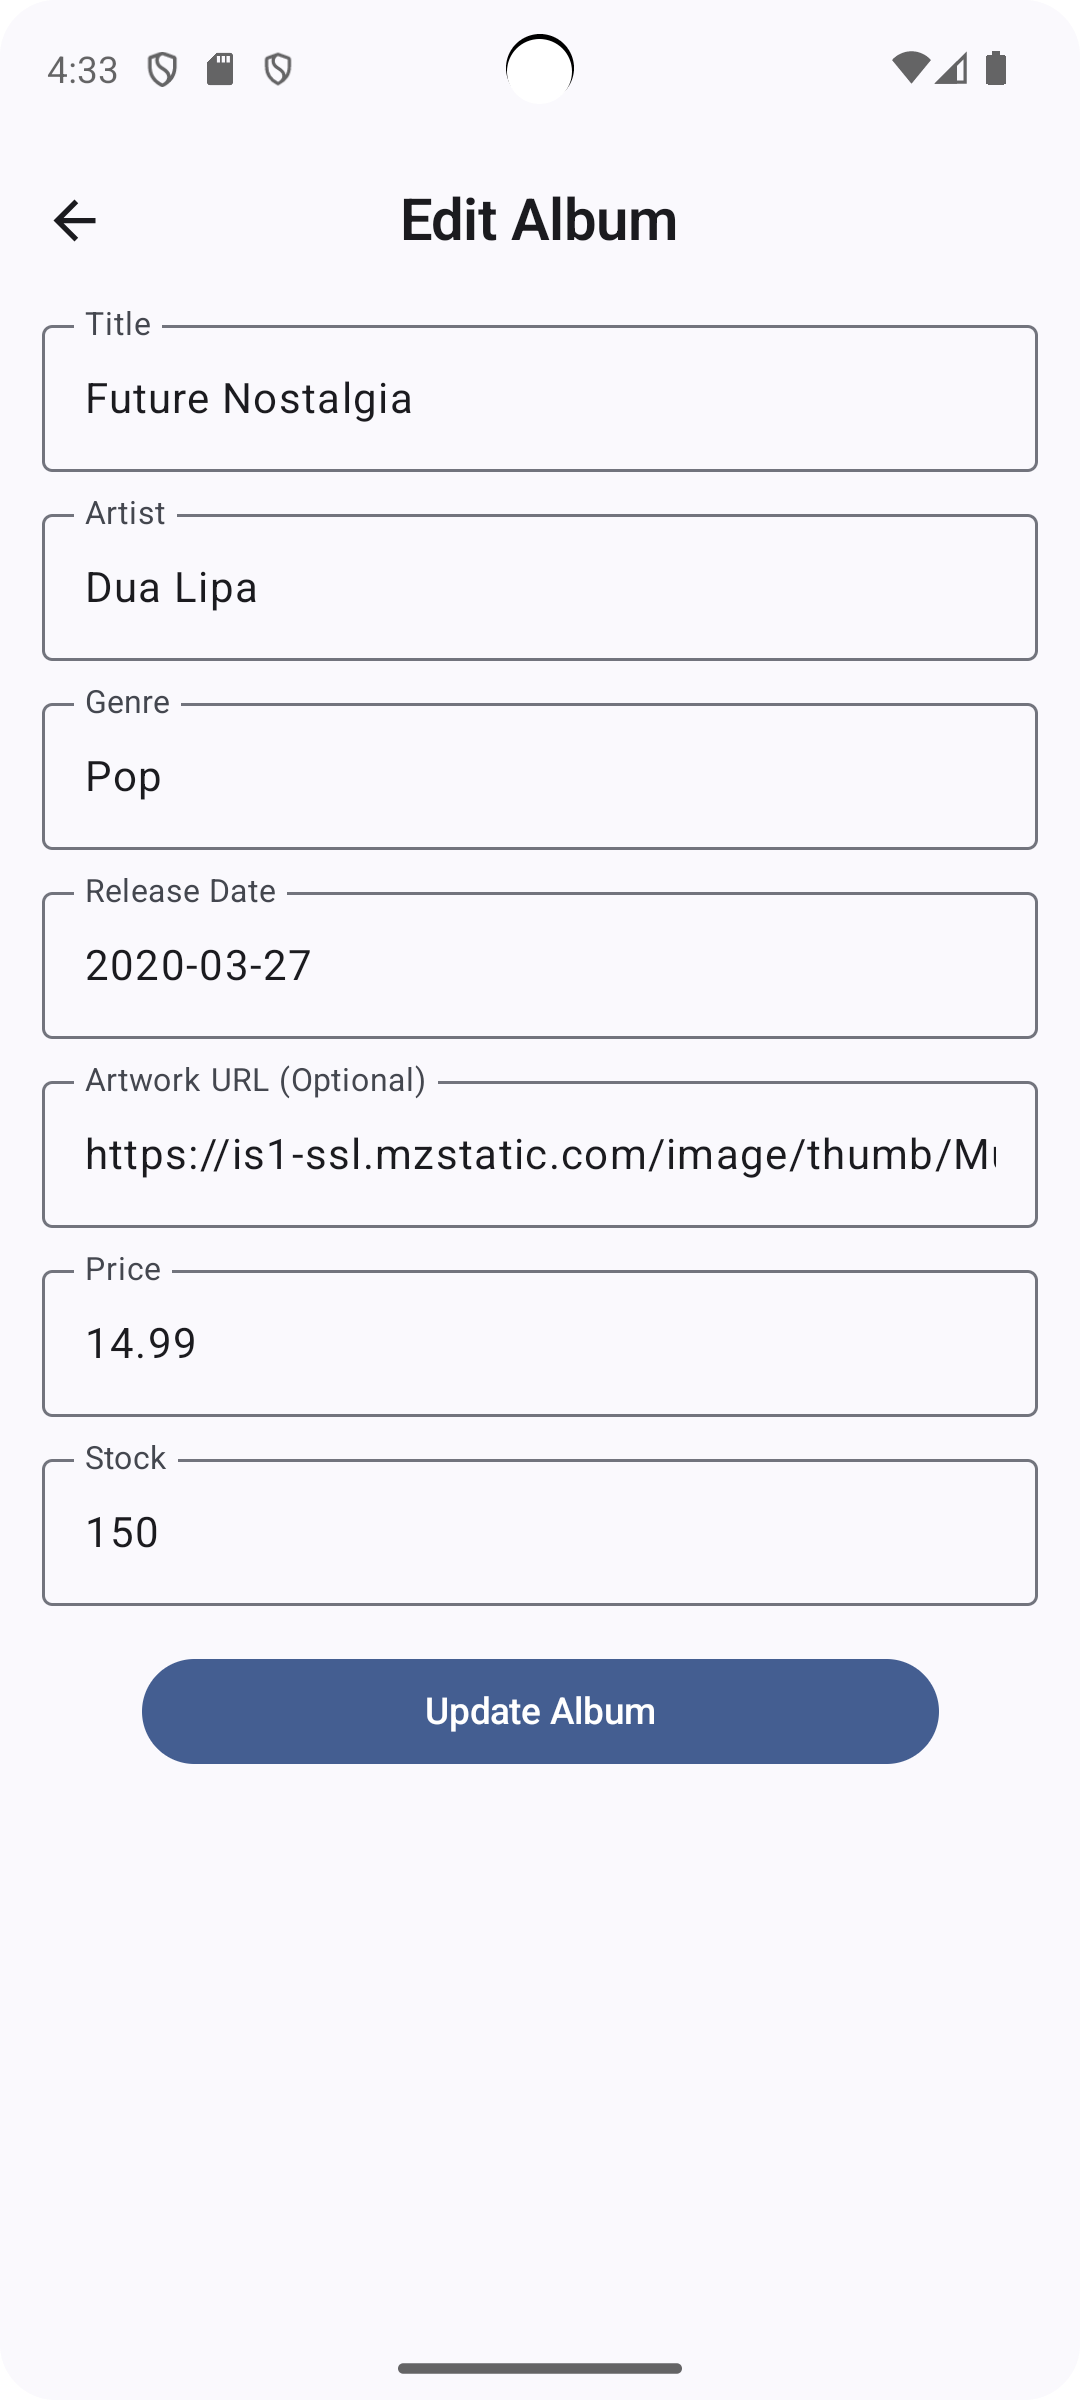 4:33
Edit Album
Title
Future Nostalgia
Artist
Dua Lipa
Genre
Pop
Release Date
2020-03-27
Artwork URL (Optional)
https://is1-ssl.mzstatic.com/image/thumb/M
Price
14.99
Stock
150
Update Album